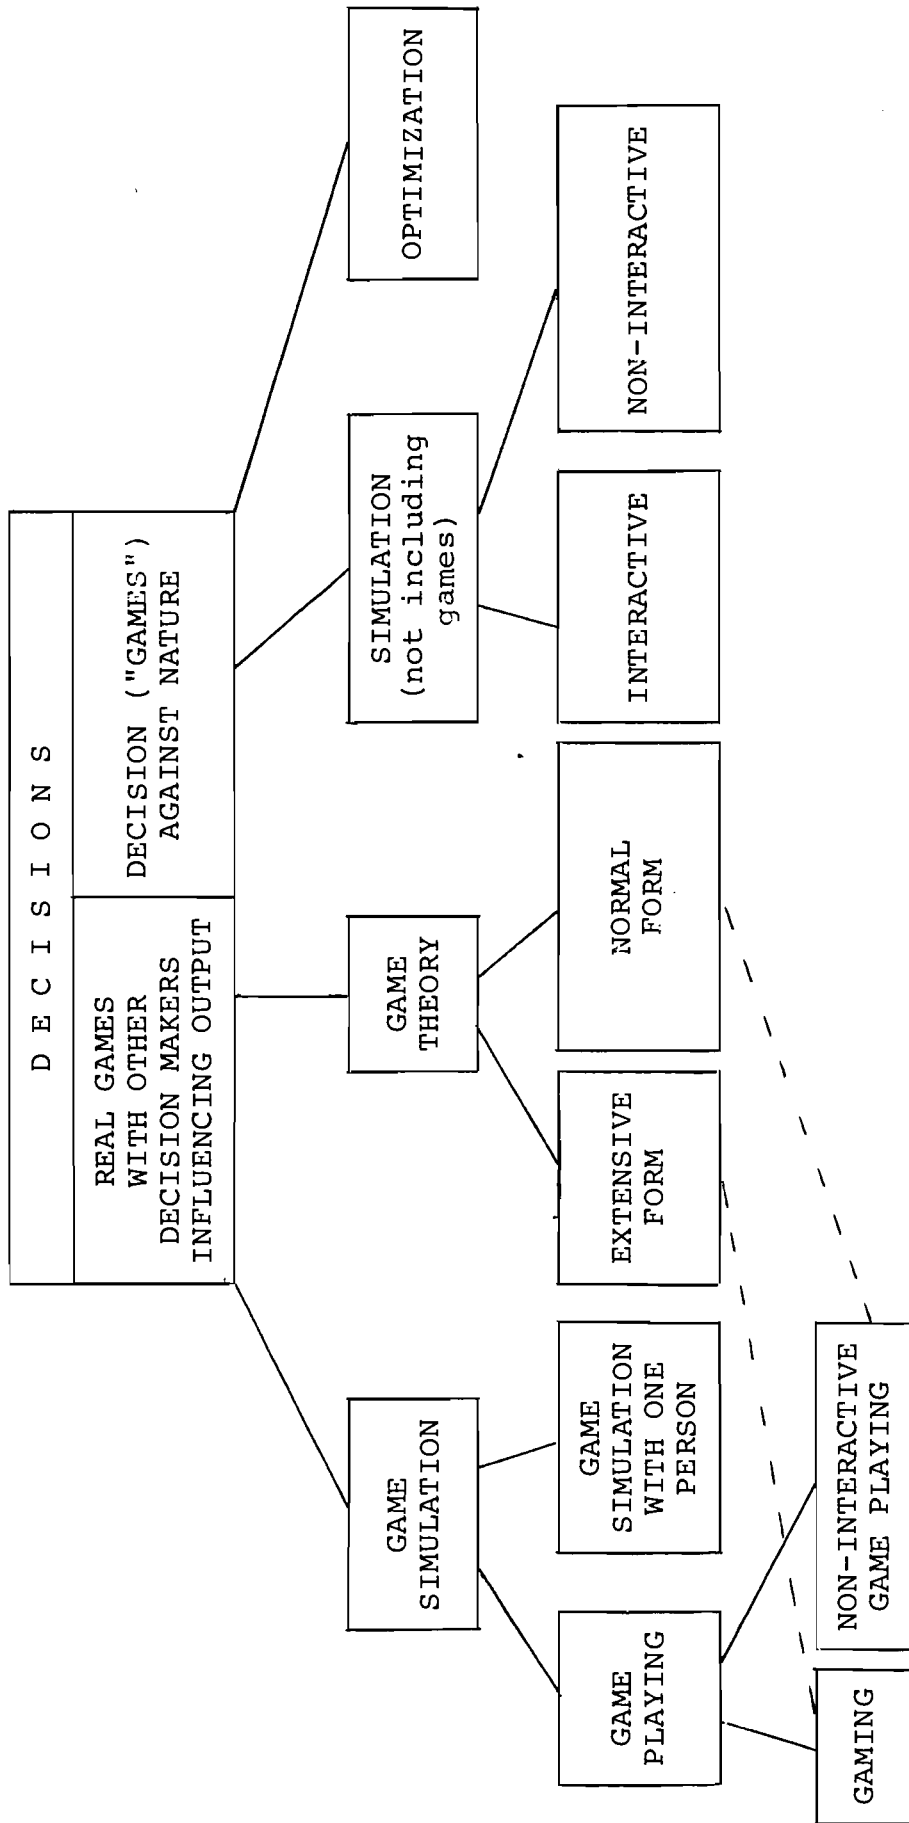 D E C I S I O N S
REAL GAMES
WITH OTHER
DECISION MAKERS
INFLUENCING OUTPUT
DECISION ("GAMES")
AGAINST NATURE
GAME
SIMULATION
GAME
THEORY
SIMULATION
(not including
games)
OPTIMIZATION
GAME
PLAYING
GAME
SIMULATION
WITH ONE
PERSON
EXTENSIVE
FORM
NORMAL
FORM
INTERACTIVE
NON-INTERACTIVE
GAMING
NON-INTERACTIVE
GAME PLAYING